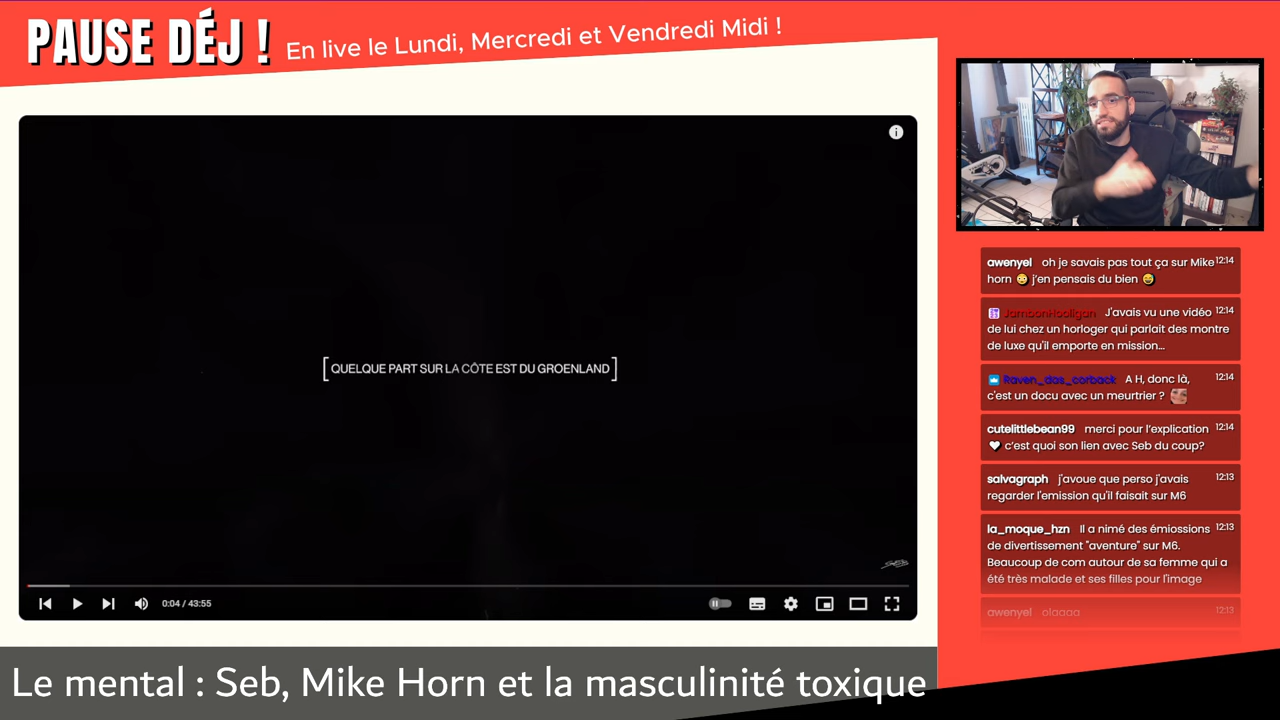 PAUSE DÉJ !
En live le Lundi, Mercredi et Vendredi Midi !
[QUELQUE PART SUR LA CÔTE EST DU GROENLAND]
SEB
0:04 / 43:55
awenyel oh je savais pas tout ça sur Mike 12:14
horn j'en pensais du bien
JambonHooligan J'avais vu une vidéo 12:14
de lui chez un horloger qui parlait des montre
de luxe qu'il emporte en mission...
Raven_das_corback A H, donc là, 12:14
c'est un docu avec un meurtrier ?
cutelittlebean99 merci pour l'explication 12:14
c'est quoi son lien avec Seb du coup?
salvagraph j'avoue que perso j'avais 12:13
regarder l'emission qu'il faisait sur M6
la_moque_hzn Il a nimé des émiossions 12:13
de divertissement "aventure" sur M6.
Beaucoup de com autour de sa femme qui a
été très malade et ses filles pour l'image
awenyel olaaaa 12:13
Le mental : Seb, Mike Horn et la masculinité toxique